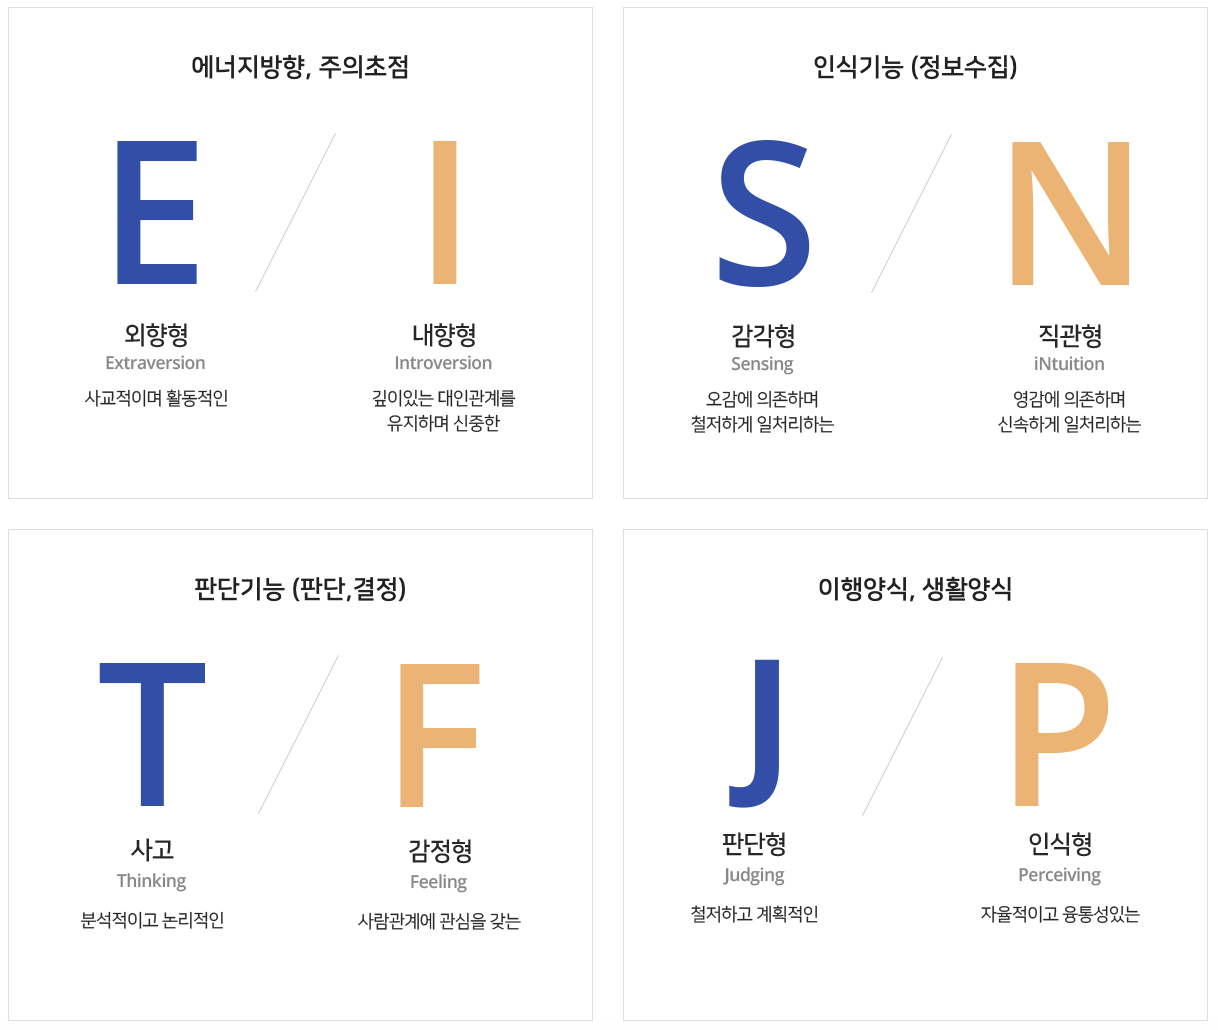 에너지방향, 주의초점
E
I
외향형
Extraversion
사교적이며 활동적인
내향형
Introversion
깊이있는 대인관계를
유지하며 신중한
인식기능 (정보수집)
S
N
감각형
Sensing
오감에 의존하며
철저하게 일처리하는
직관형
iNtuition
영감에 의존하며
신속하게 일처리하는
판단기능 (판단,결정)
T
F
사고
Thinking
분석적이고 논리적인
감정형
Feeling
사람관계에 관심을 갖는
이행양식, 생활양식
J
P
판단형
Judging
철저하고 계획적인
인식형
Perceiving
자율적이고 융통성있는